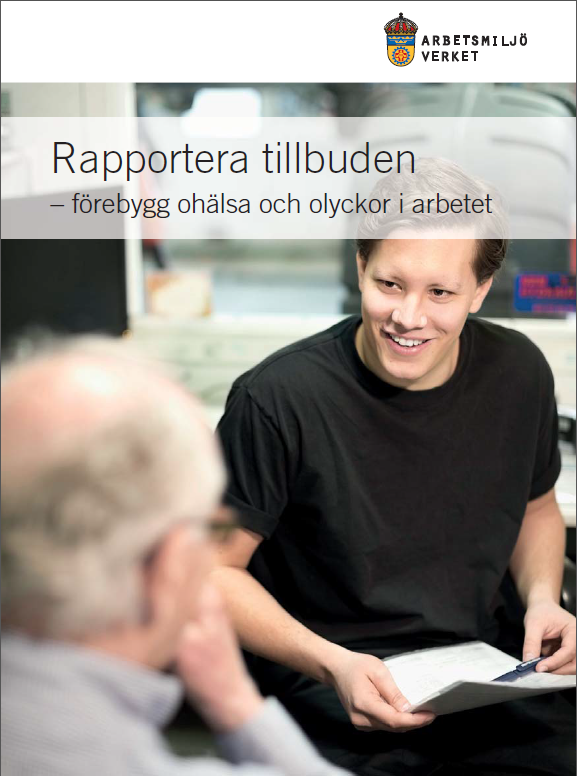 ARBETSMILJÖ
VERKET
Rapportera tillbuden
– förebygg ohälsa och olyckor i arbetet